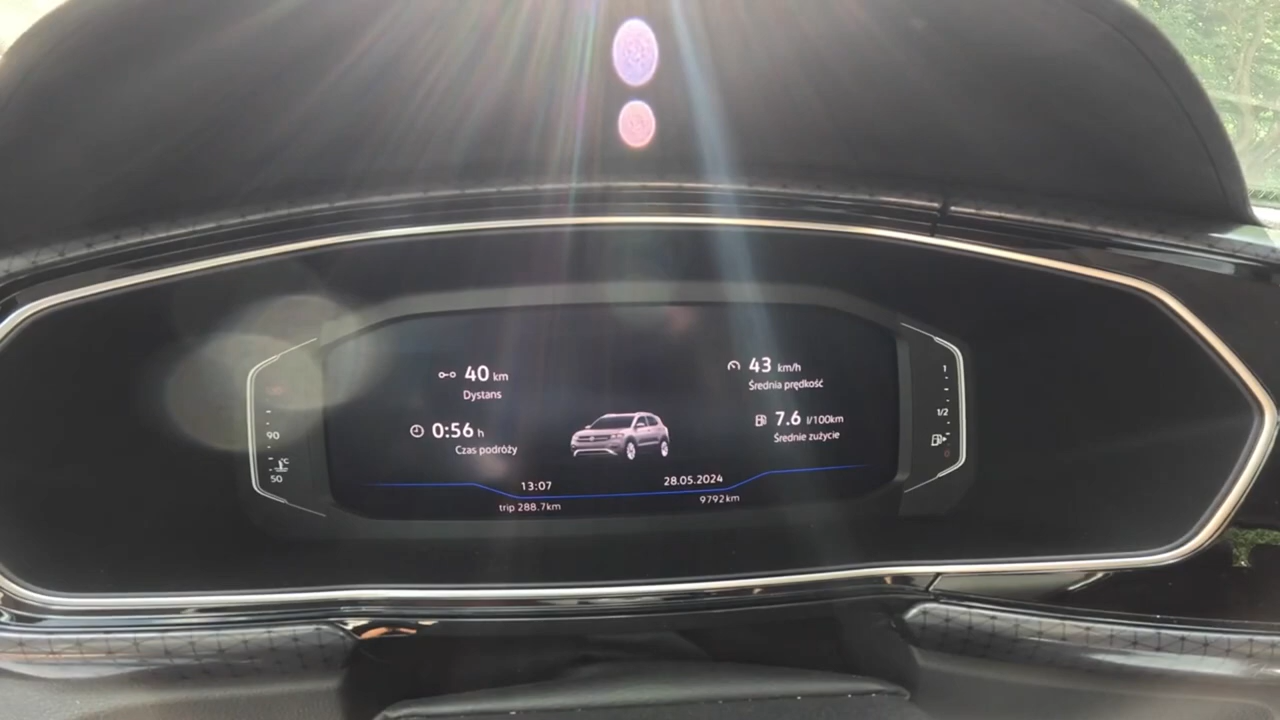 40 km
Dystans
0:56 h
Czas podróży
43 km/h
Średnia prędkość
7.6 l/100km
Średnie zużycie
13:07
28.05.2024
trip 288.7km
9792km
90
°C
50
1
1/2
0